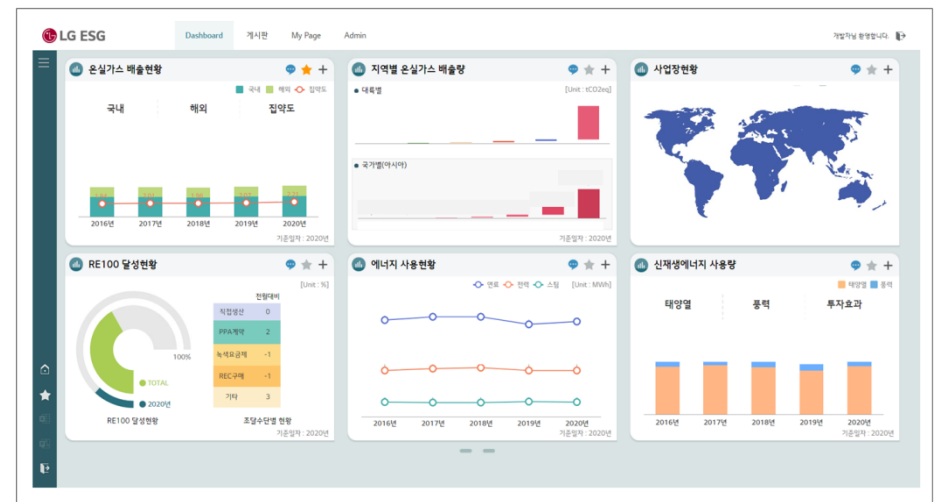 LG ESG
Dashboard 게시판 My Page Admin
개발자님 환영합니다.
온실가스 배출현황
국내 해외 집약도
국내 해외 집약도
2016년 2017년 2018년 2019년 2020년
기준일자 : 2020년
지역별 온실가스 배출량
대륙별 [Unit : tCO2eq]
국가별(아시아)
기준일자 : 2020년
사업장현황
RE100 달성현황
[Unit : %]
전월대비
직접생산 0
PPA계약 2
녹색요금제 -1
REC구매 -1
기타 3
100%
TOTAL
2020년
RE100 달성현황 조달수단별 현황
기준일자 : 2020년
에너지 사용현황
연료 전력 스팀 [Unit : MWh]
2016년 2017년 2018년 2019년 2020년
기준일자 : 2020년
신재생에너지 사용량
태양열 풍력
태양열 풍력 투자효과
2016년 2017년 2018년 2019년 2020년
기준일자 : 2020년